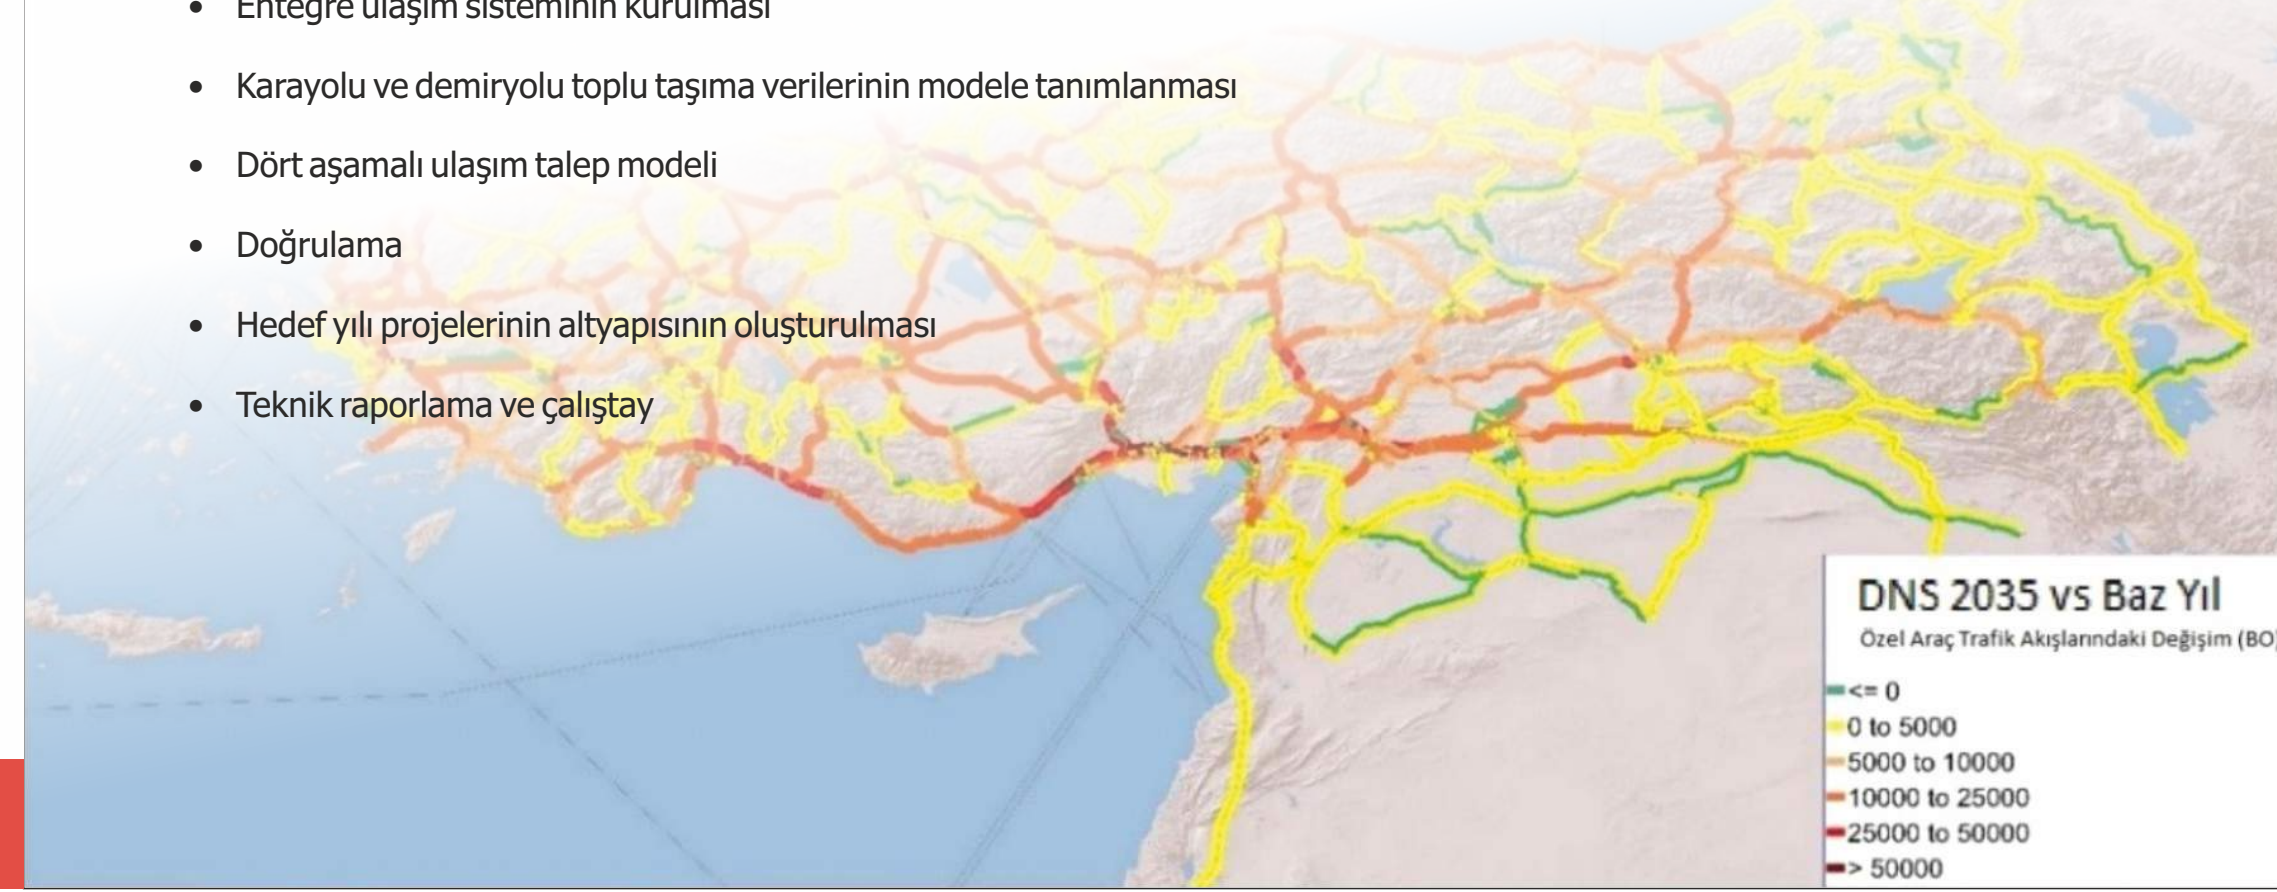 • Entegre ulaşım sisteminin kurulması
• Karayolu ve demiryolu toplu taşıma verilerinin modele tanımlanması
• Dört aşamalı ulaşım talep modeli
• Doğrulama
• Hedef yılı projelerinin altyapısının oluşturulması
• Teknik raporlama ve çalıştay
DNS 2035 vs Baz Yıl
Özel Araç Trafik Akışlarındaki Değişim (BO)
<= 0
0 to 5000
5000 to 10000
10000 to 25000
25000 to 50000
> 50000